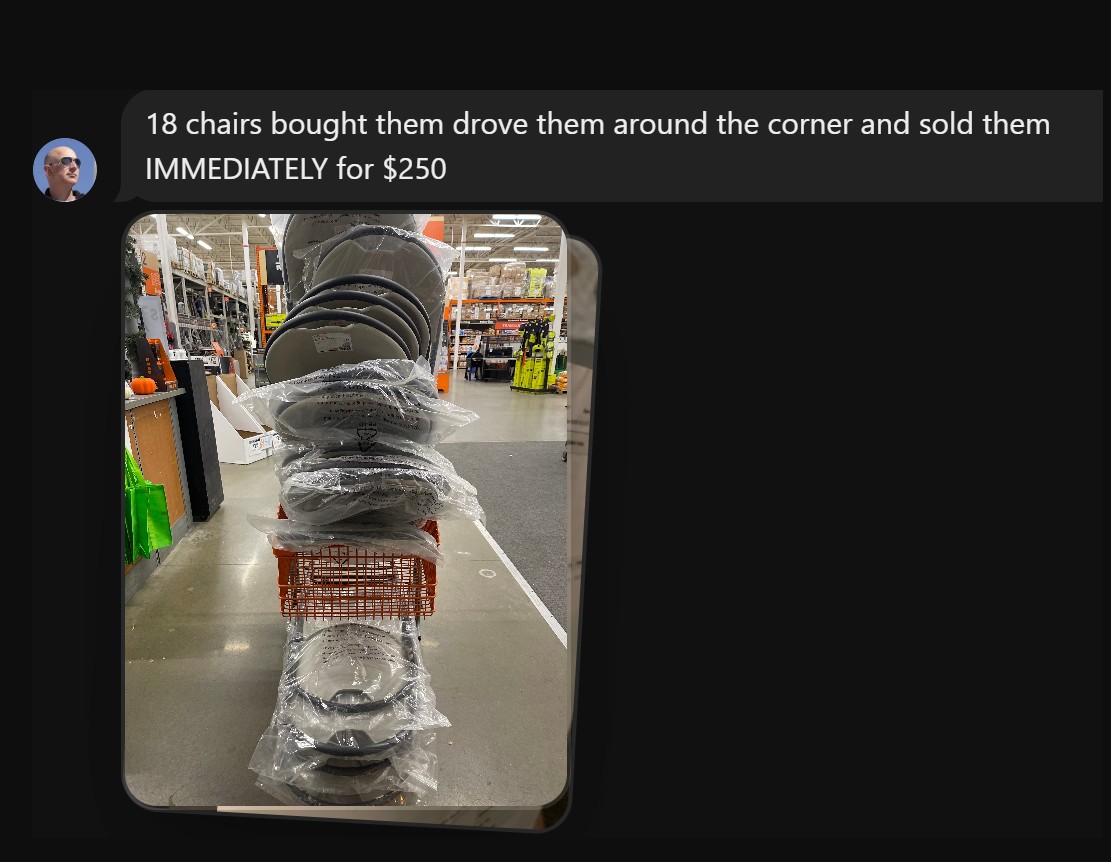 18 chairs bought them drove them around the corner and sold them
IMMEDIATELY for $250